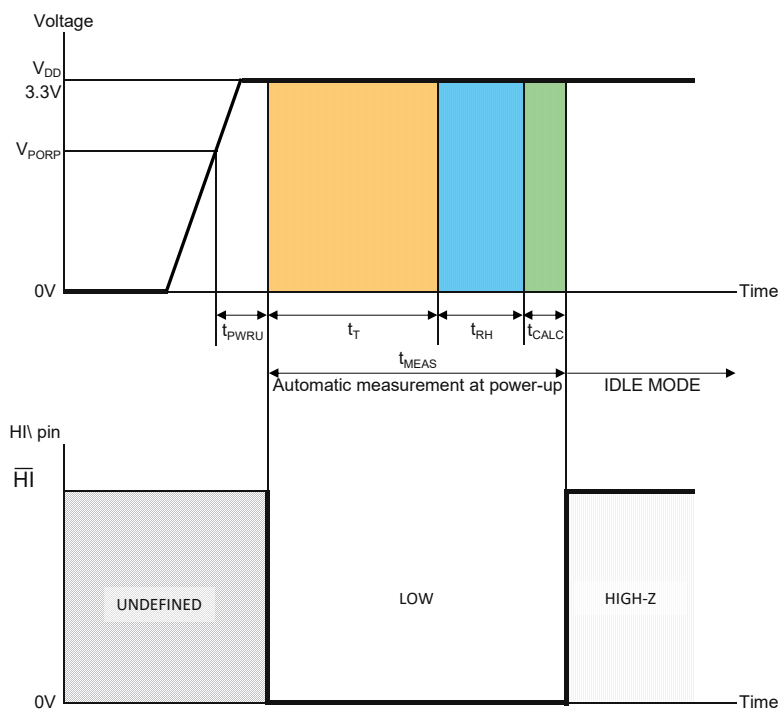 Voltage
VDD
3.3V
VPORP
0V
Time
tPWRU
tT
tRH
tCALC
tMEAS
Automatic measurement at power-up
IDLE MODE
HI\ pin
H̅I̅
UNDEFINED
LOW
HIGH-Z
0V
Time